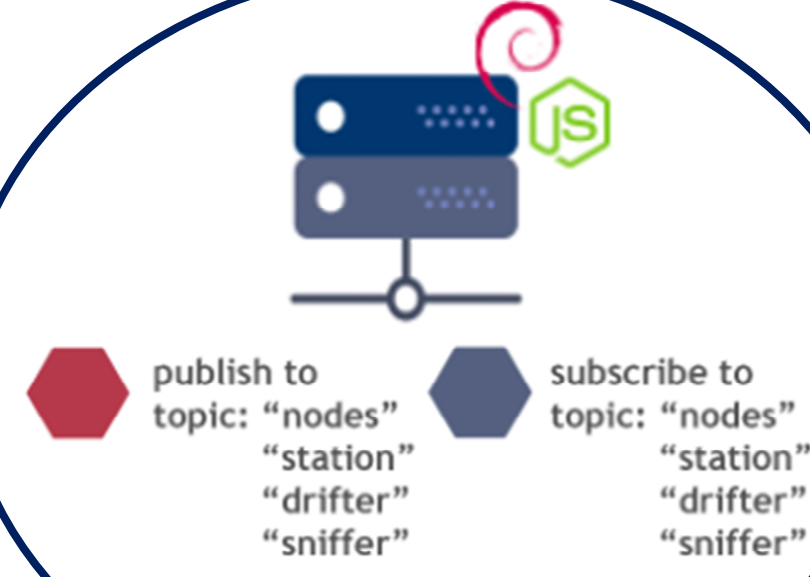 JS
publish to
topic: “nodes”
“station”
“drifter”
“sniffer”
subscribe to
topic: “nodes”
“station”
“drifter”
“sniffer”